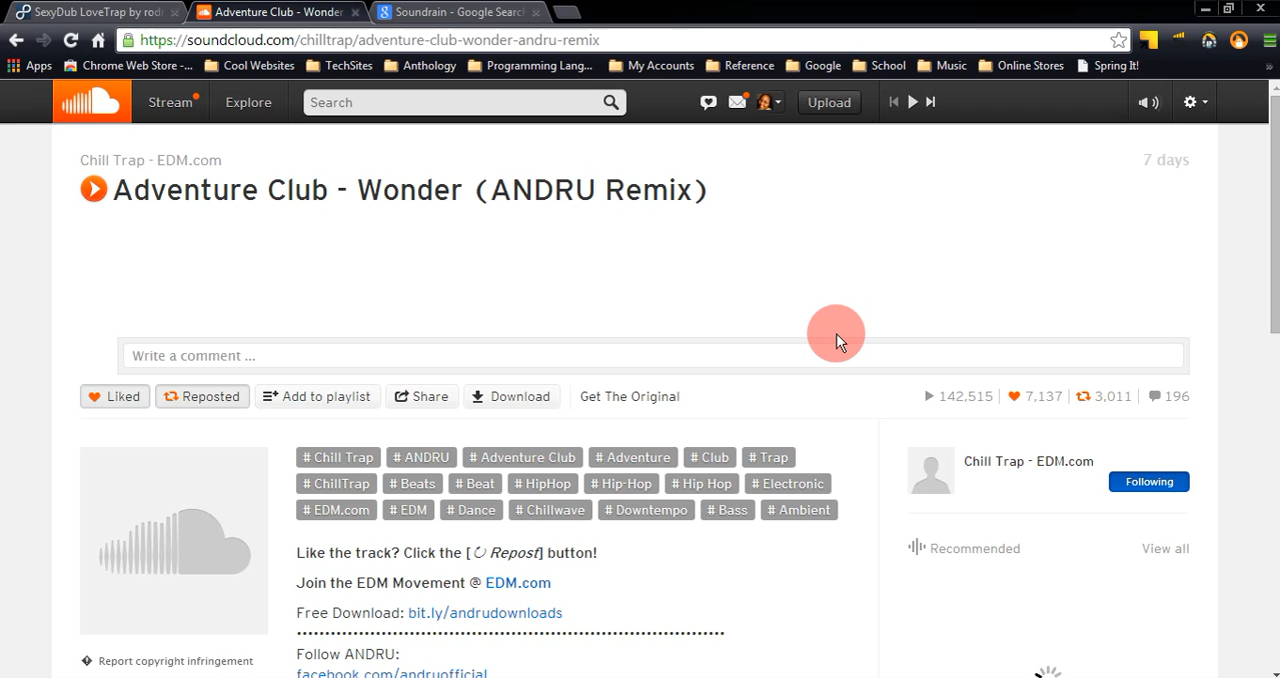 SexyDub LoveTrap by rod
Adventure Club - Wonder
Soundrain - Google Searc
https://soundcloud.com/chilltrap/adventure-club-wonder-andru-remix
Apps Chrome Web Store -... Cool Websites TechSites Anthology Programming Lang... My Accounts Reference Google School Music Online Stores Spring It! »
Stream Explore Search Upload
Chill Trap - EDM.com 7 days
Adventure Club - Wonder (ANDRU Remix)
Write a comment ...
Liked Reposted Add to playlist Share Download Get The Original 142,515 7,137 3,011 196
# Chill Trap # ANDRU # Adventure Club # Adventure # Club # Trap
# ChillTrap # Beats # Beat # HipHop # Hip-Hop # Hip Hop # Electronic
# EDM.com # EDM # Dance # Chillwave # Downtempo # Bass # Ambient
Chill Trap - EDM.com
Following
Like the track? Click the [ Repost] button!
Join the EDM Movement @ EDM.com
Free Download: bit.ly/andrudownloads
Follow ANDRU:
facebook.com/andruofficial
Recommended View all
Report copyright infringement